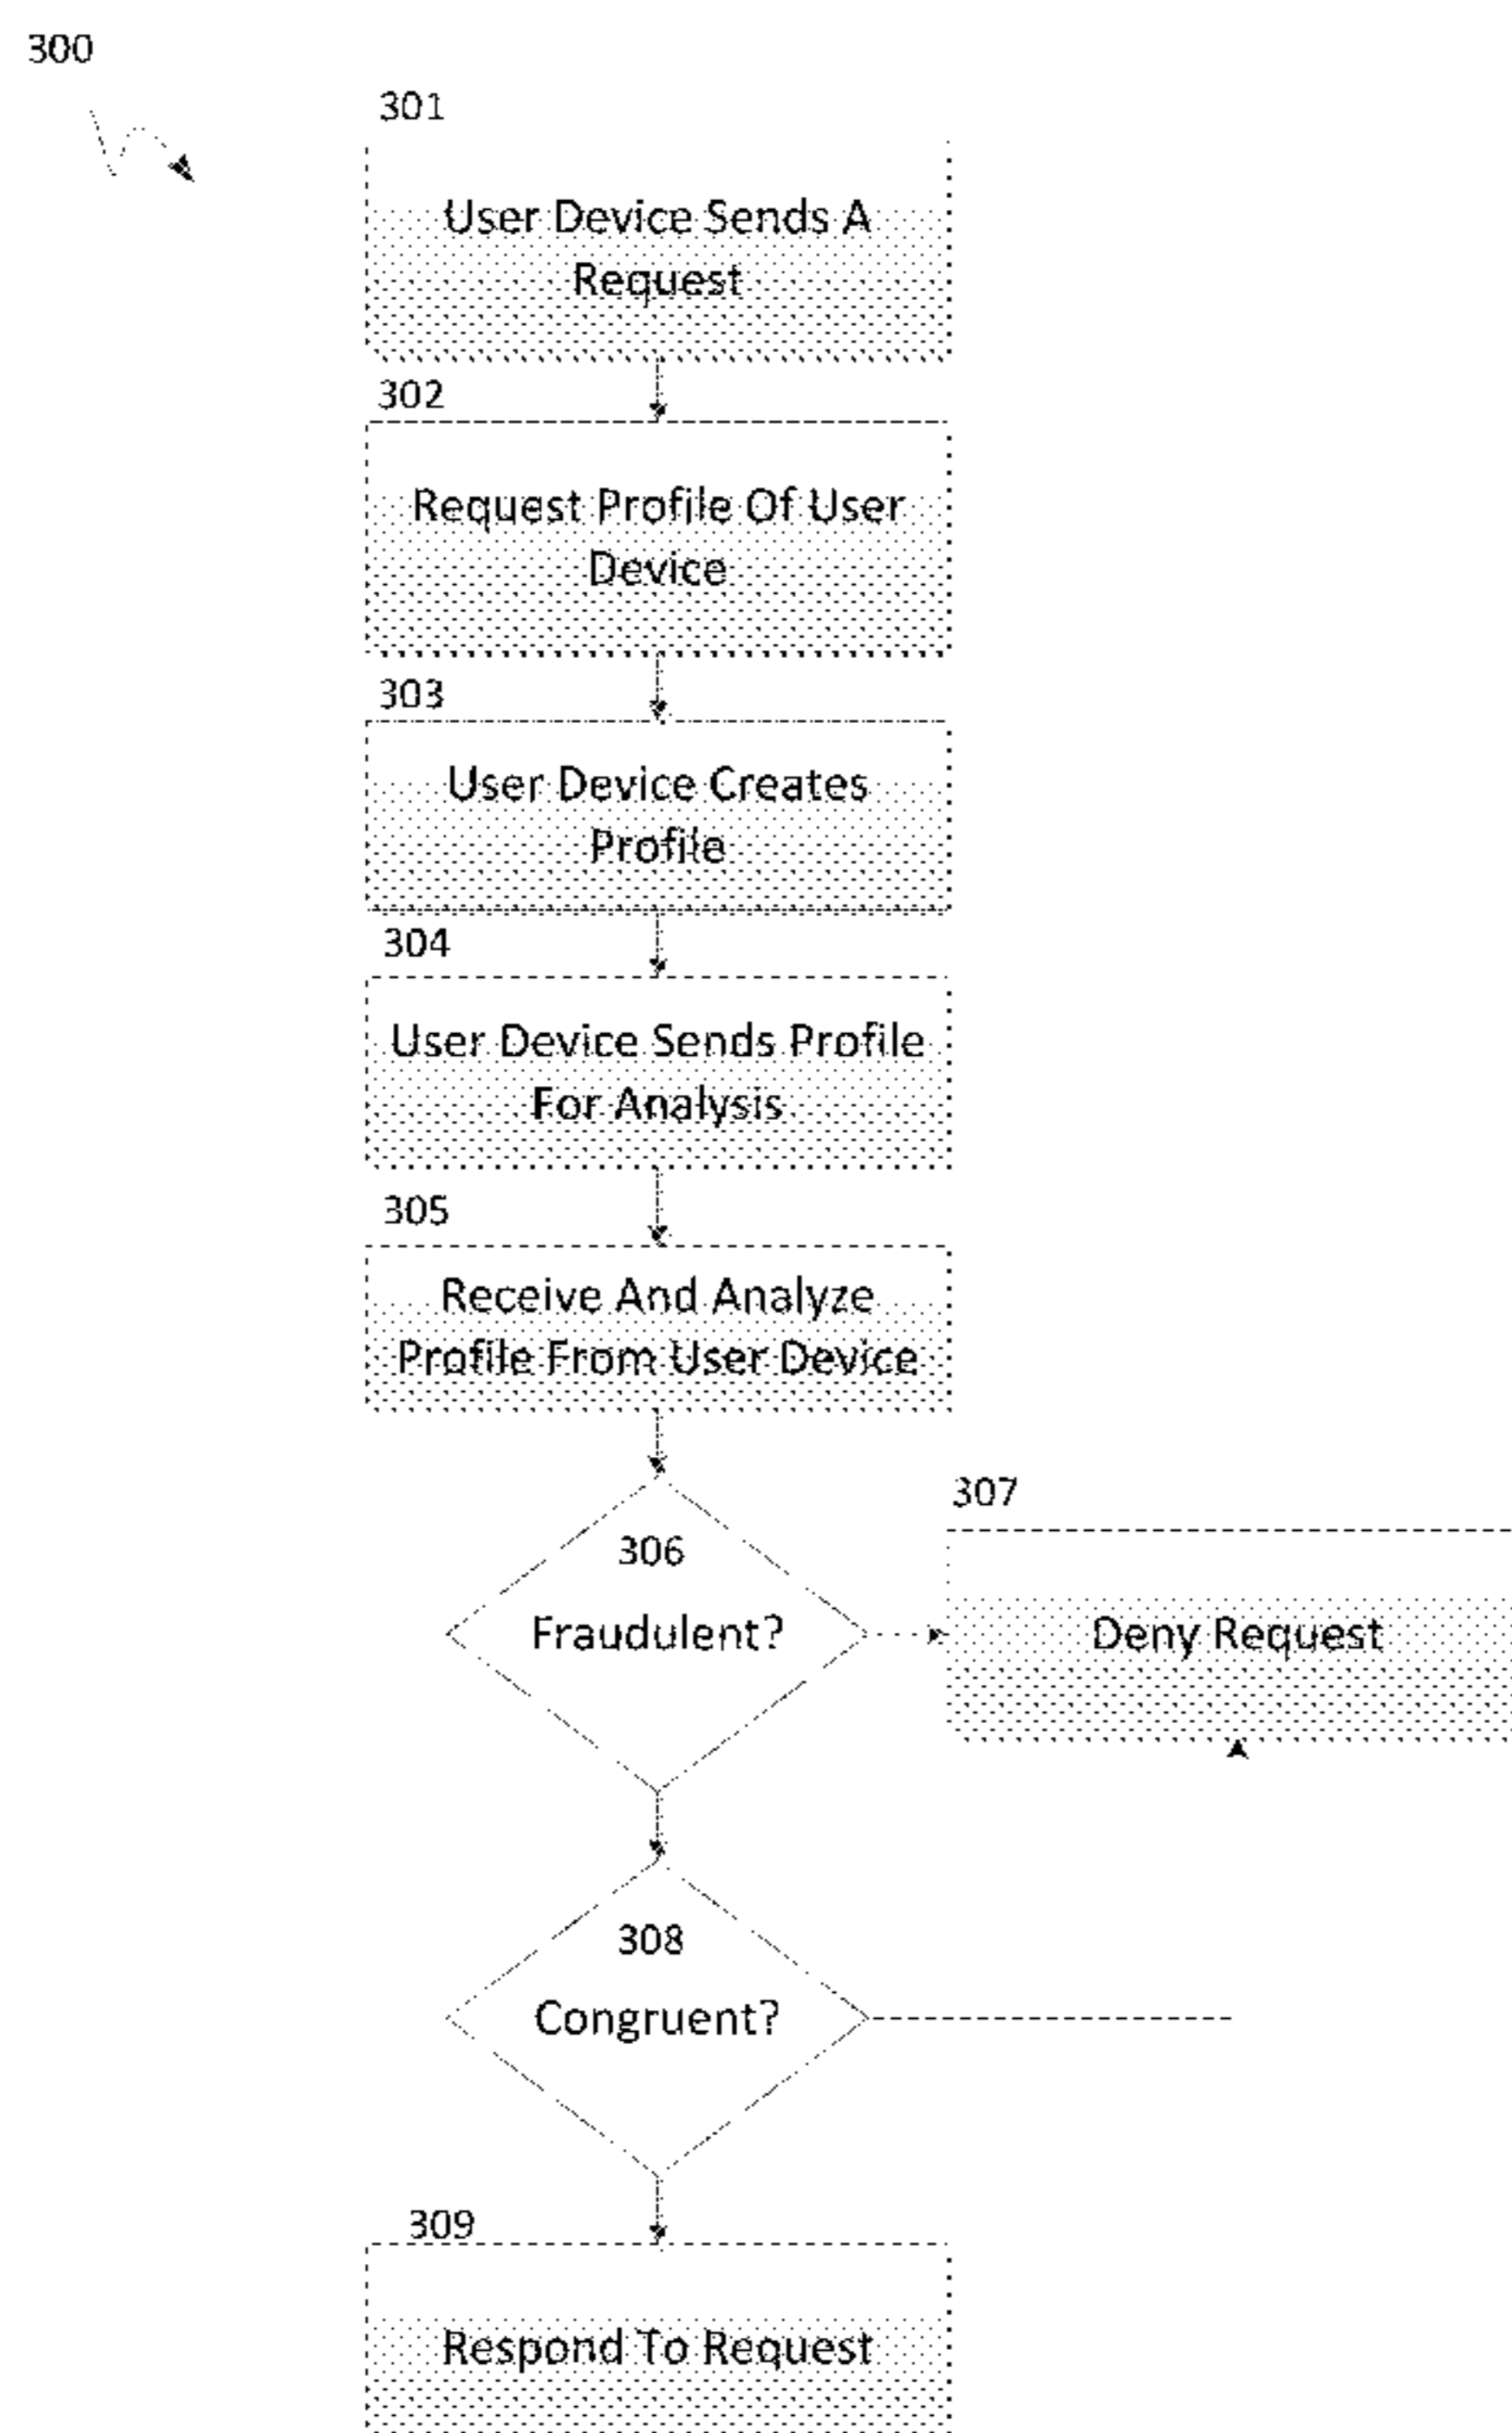 300
301
User Device Sends A
Request
302
Request Profile Of User
Device
303
User Device Creates
Profile
304
User Device Sends Profile
For Analysis
305
Receive And Analyze
Profile From User Device
306
Fraudulent?
307
Deny Request
308
Congruent?
309
Respond To Request